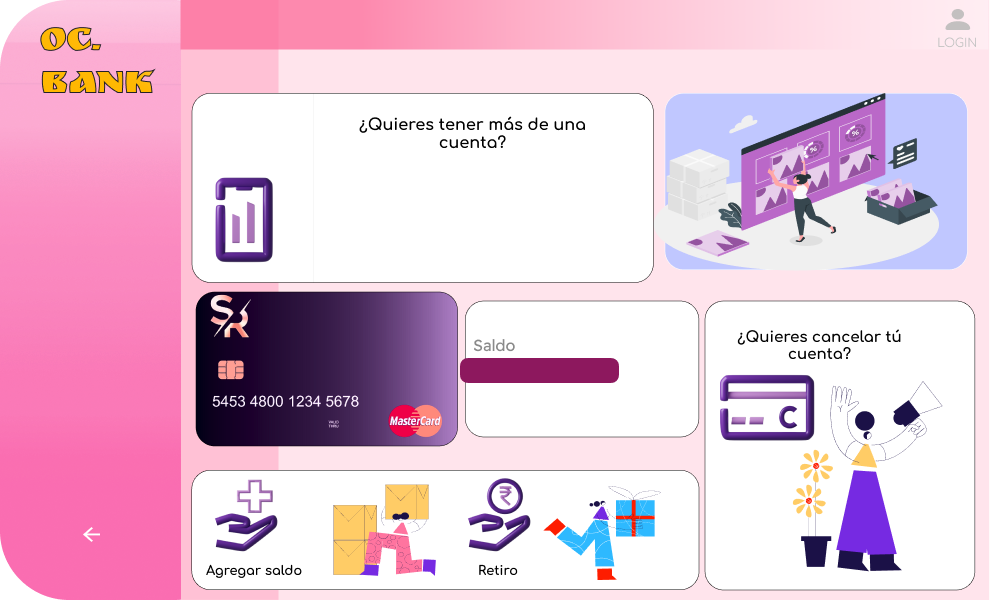 OC.
BANK
LOGIN
¿Quieres tener más de una
cuenta?
SR
5453 4800 1234 5678
VALID
THRU
MasterCard
Saldo
¿Quieres cancelar tú
cuenta?
C
Agregar saldo
Retiro